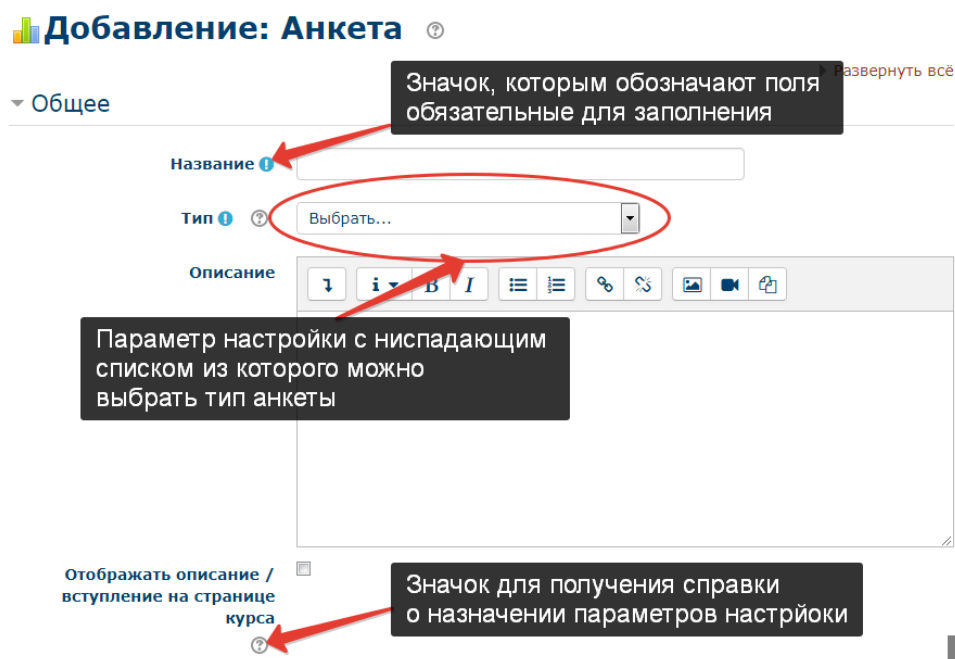 Добавление: Анкета
Развернуть всё
Значок, которым обозначают поля
обязательные для заполнения
Общее
Название
Тип
Выбрать...
Описание
i
B
I
Параметр настройки с ниспадающим
списком из которого можно
выбрать тип анкеты
Отображать описание /
вступление на странице
курса
Значок для получения справки
о назначении параметров настрйоки